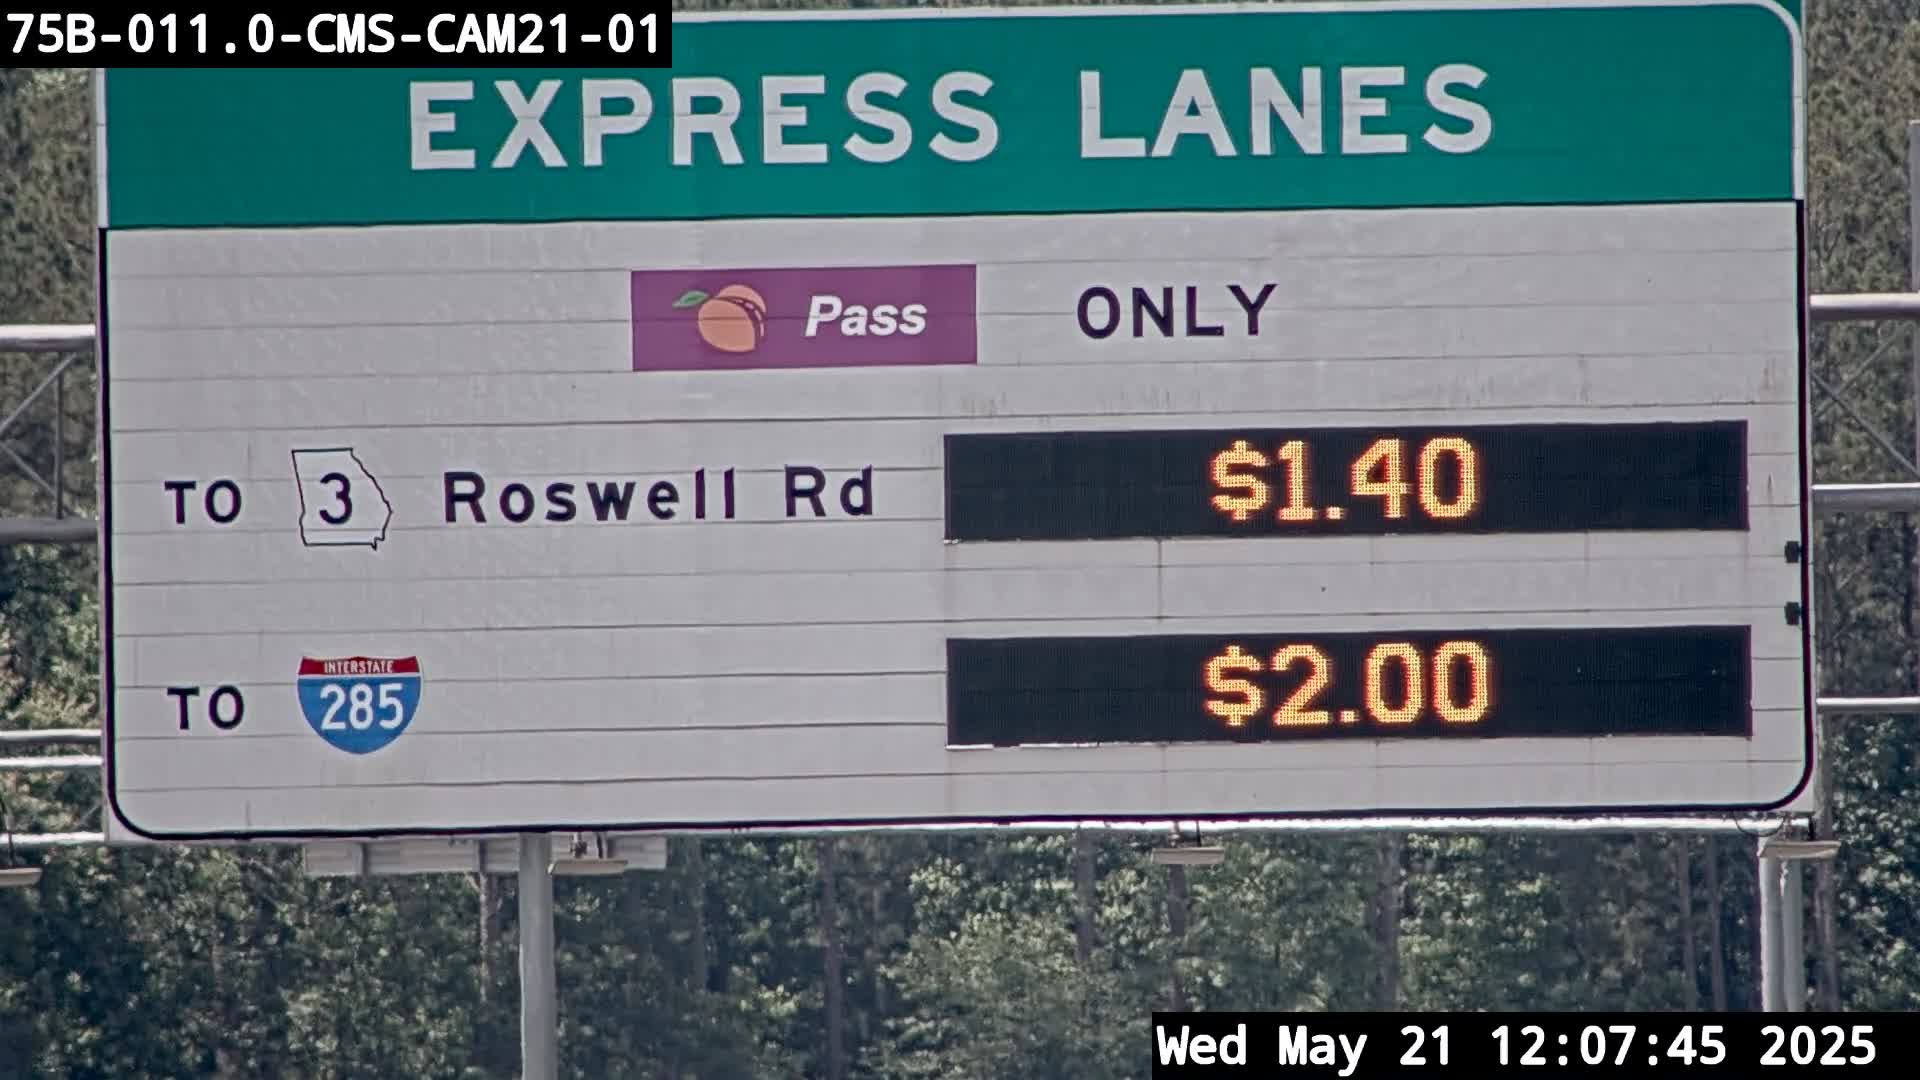 75B-011.0-CMS-CAM21-01
EXPRESS LANES
Pass ONLY
TO 3 Roswell Rd $1.40
INTERSTATE
TO 285 $2.00
Wed May 21 12:07:45 2025